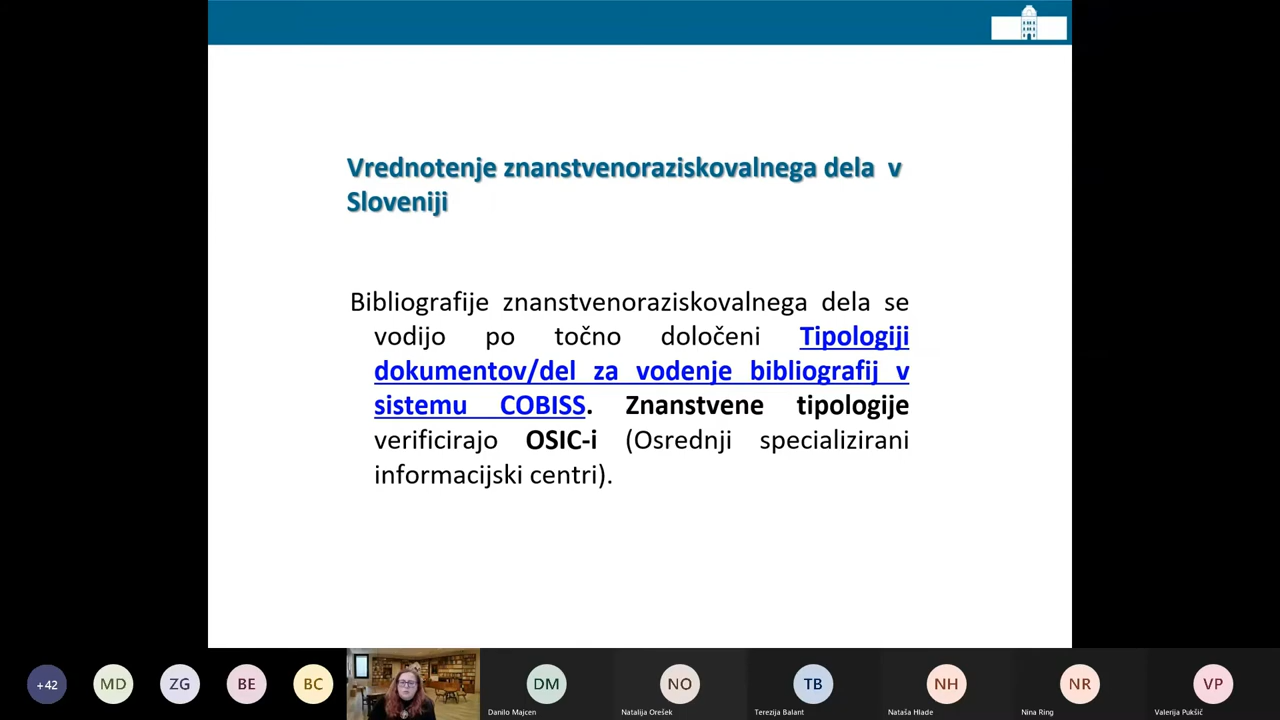 Vrednotenje znanstvenoraziskovalnega dela v
Sloveniji
Bibliografije znanstvenoraziskovalnega dela se
vodijo po točno določeni Tipologiji
dokumentov/del za vodenje bibliografij v
sistemu COBISS. Znanstvene tipologije
verificirajo OSIC-i (Osrednji specializirani
informacijski centri).
+42
MD
ZG
BE
BC
DM
NO
TB
NH
NR
VP
Danilo Majcen
Natalija Orešek
Terezija Balant
Nataša Hlade
Nina Ring
Valerija Pukšič